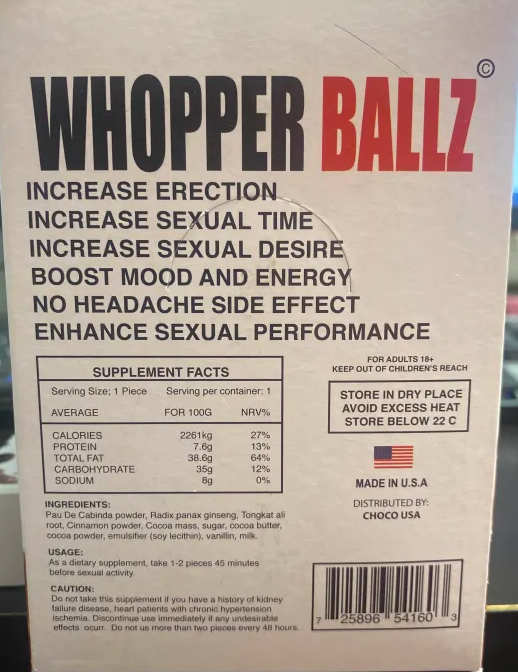 ©
WHOPPER BALLZ
INCREASE ERECTION
INCREASE SEXUAL TIME
INCREASE SEXUAL DESIRE
BOOST MOOD AND ENERGY
NO HEADACHE SIDE EFFECT
ENHANCE SEXUAL PERFORMANCE
SUPPLEMENT FACTS
Serving Size; 1 Piece Serving per container: 1
AVERAGE FOR 100G NRV%
CALORIES 2261kg 27%
PROTEIN 7.6g 13%
TOTAL FAT 38.6g 64%
CARBOHYDRATE 35g 12%
SODIUM 8g 0%
INGREDIENTS:
Pau De Cabinda powder, Radix panax ginseng, Tongkat ali
root, Cinnamon powder, Cocoa mass, sugar, cocoa butter,
cocoa powder, emulsifier (soy lecithin), vanillin, milk.
USAGE:
As a dietary supplement, take 1-2 pieces 45 minutes
before sexual activity.
CAUTION:
Do not take this supplement if you have a history of kidney
failure disease, heart patients with chronic hypertension
ischemia. Discontinue use immediately if any undesirable
effects ocurr. Do not us more than two pieces every 48 hours.
FOR ADULTS 18+
KEEP OUT OF CHILDREN'S REACH
STORE IN DRY PLACE
AVOID EXCESS HEAT
STORE BELOW 22 C
MADE IN U.S.A
DISTRIBUTED BY:
CHOCO USA
7 25896 54160 3